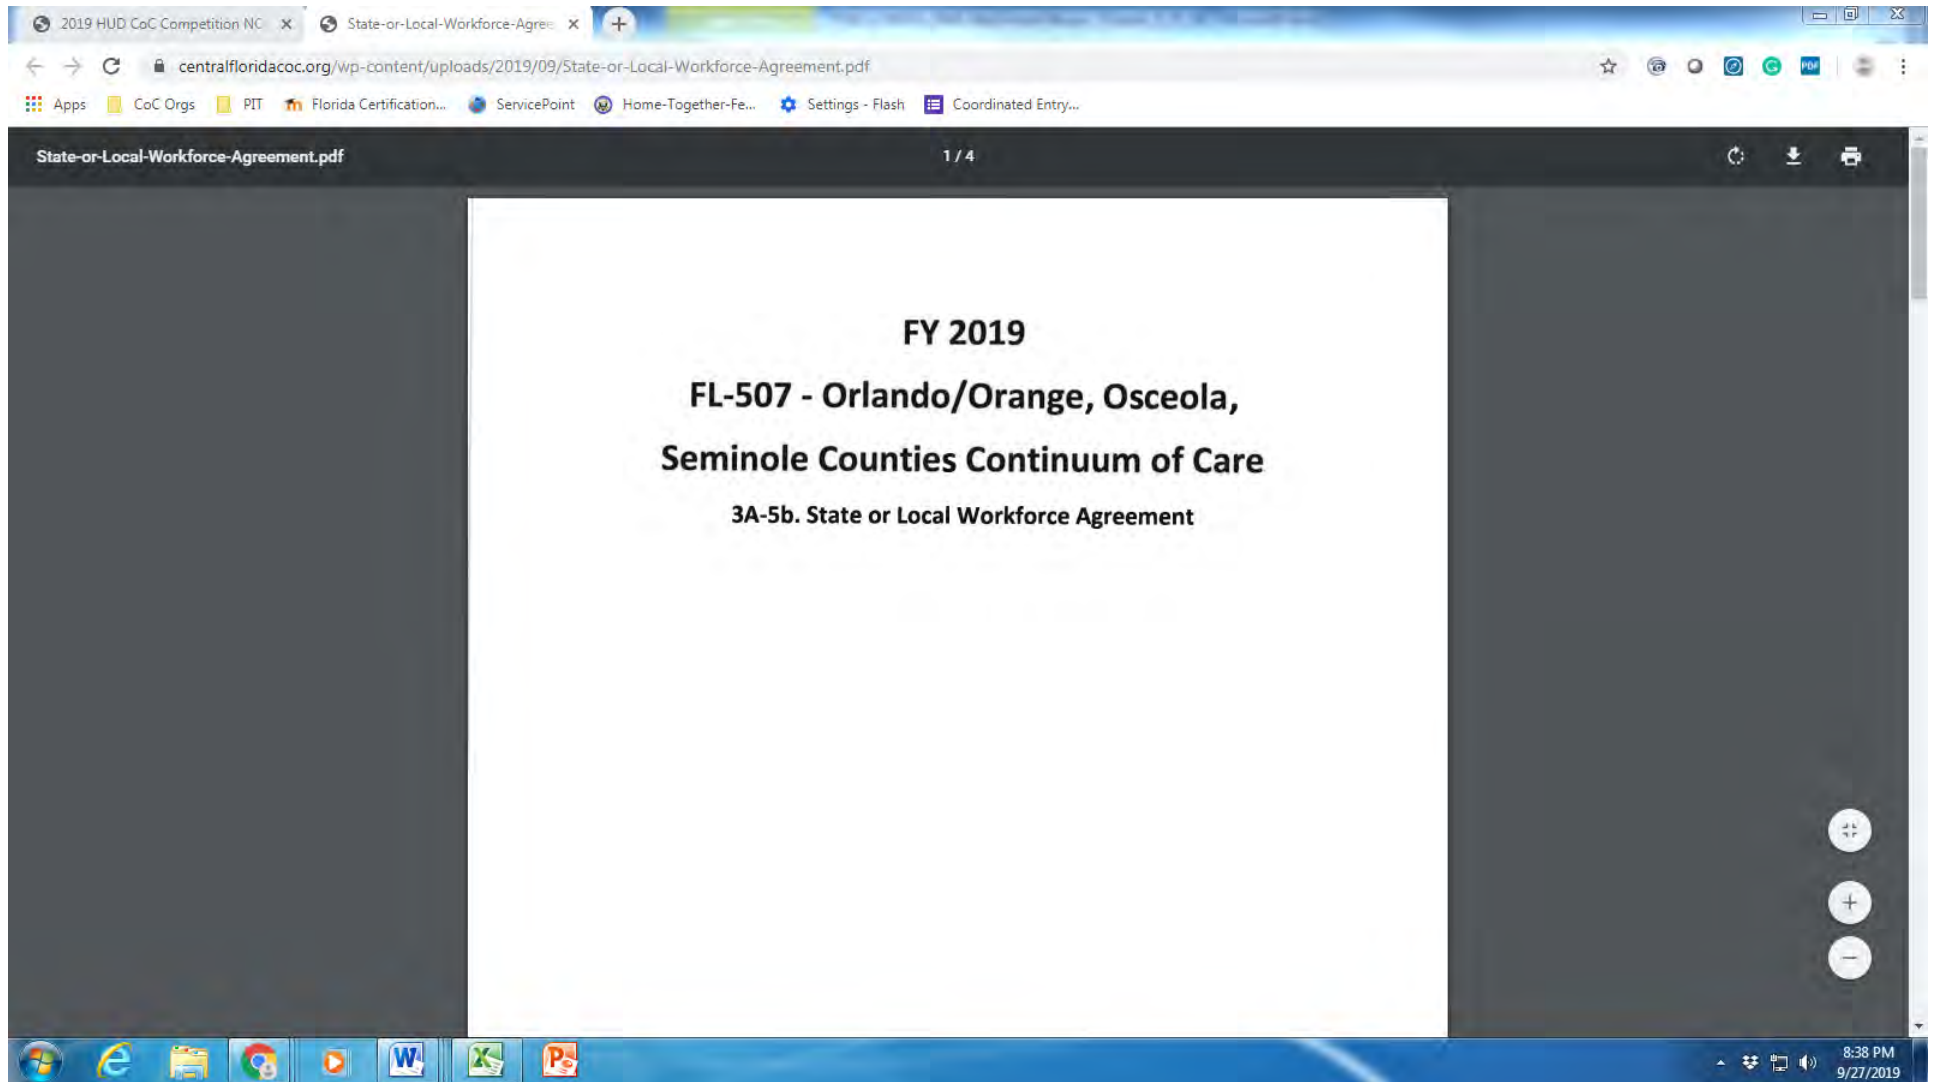 2019 HUD CoC Competition NO
State-or-Local-Workforce-Agree
centralfloridacoc.org/wp-content/uploads/2019/09/State-or-Local-Workforce-Agreement.pdf
Apps CoC Orgs PIT Florida Certification... ServicePoint Home-Together-Fe... Settings - Flash Coordinated Entry...
State-or-Local-Workforce-Agreement.pdf 1 / 4
FY 2019
FL-507 - Orlando/Orange, Osceola,
Seminole Counties Continuum of Care
3A-5b. State or Local Workforce Agreement
8:38 PM
9/27/2019